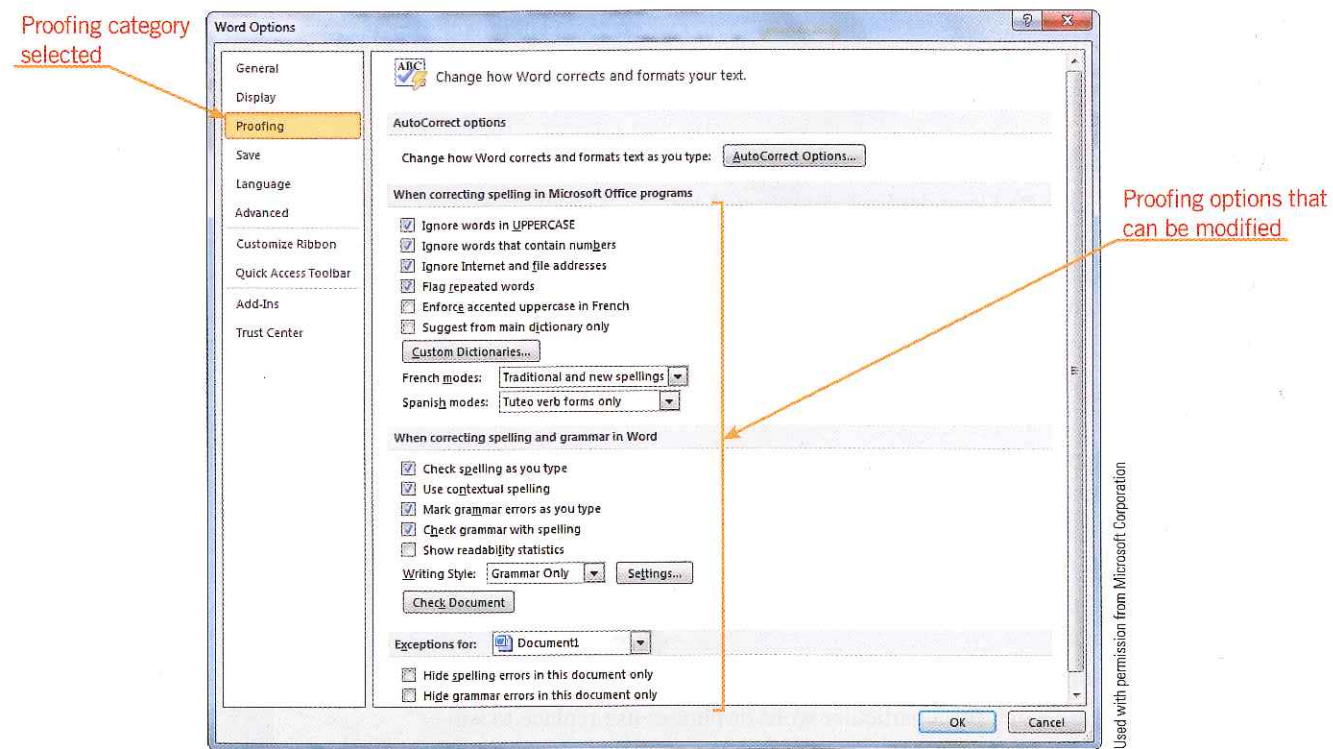 Proofing category
selected
Word Options
General
Display
Proofing
Save
Language
Advanced
Customize Ribbon
Quick Access Toolbar
Add-Ins
Trust Center
ABC
Change how Word corrects and formats your text.
AutoCorrect options
Change how Word corrects and formats text as you type: AutoCorrect Options...
When correcting spelling in Microsoft Office programs
Ignore words in UPPERCASE
Ignore words that contain numbers
Ignore Internet and file addresses
Flag repeated words
Enforce accented uppercase in French
Suggest from main dictionary only
Custom Dictionaries...
French modes: Traditional and new spellings
Spanish modes: Tuteo verb forms only
When correcting spelling and grammar in Word
Check spelling as you type
Use contextual spelling
Mark grammar errors as you type
Check grammar with spelling
Show readability statistics
Writing Style: Grammar Only Settings...
Check Document
Exceptions for: Document1
Hide spelling errors in this document only
Hide grammar errors in this document only
OK Cancel
Proofing options that
can be modified
Used with permission from Microsoft Corporation